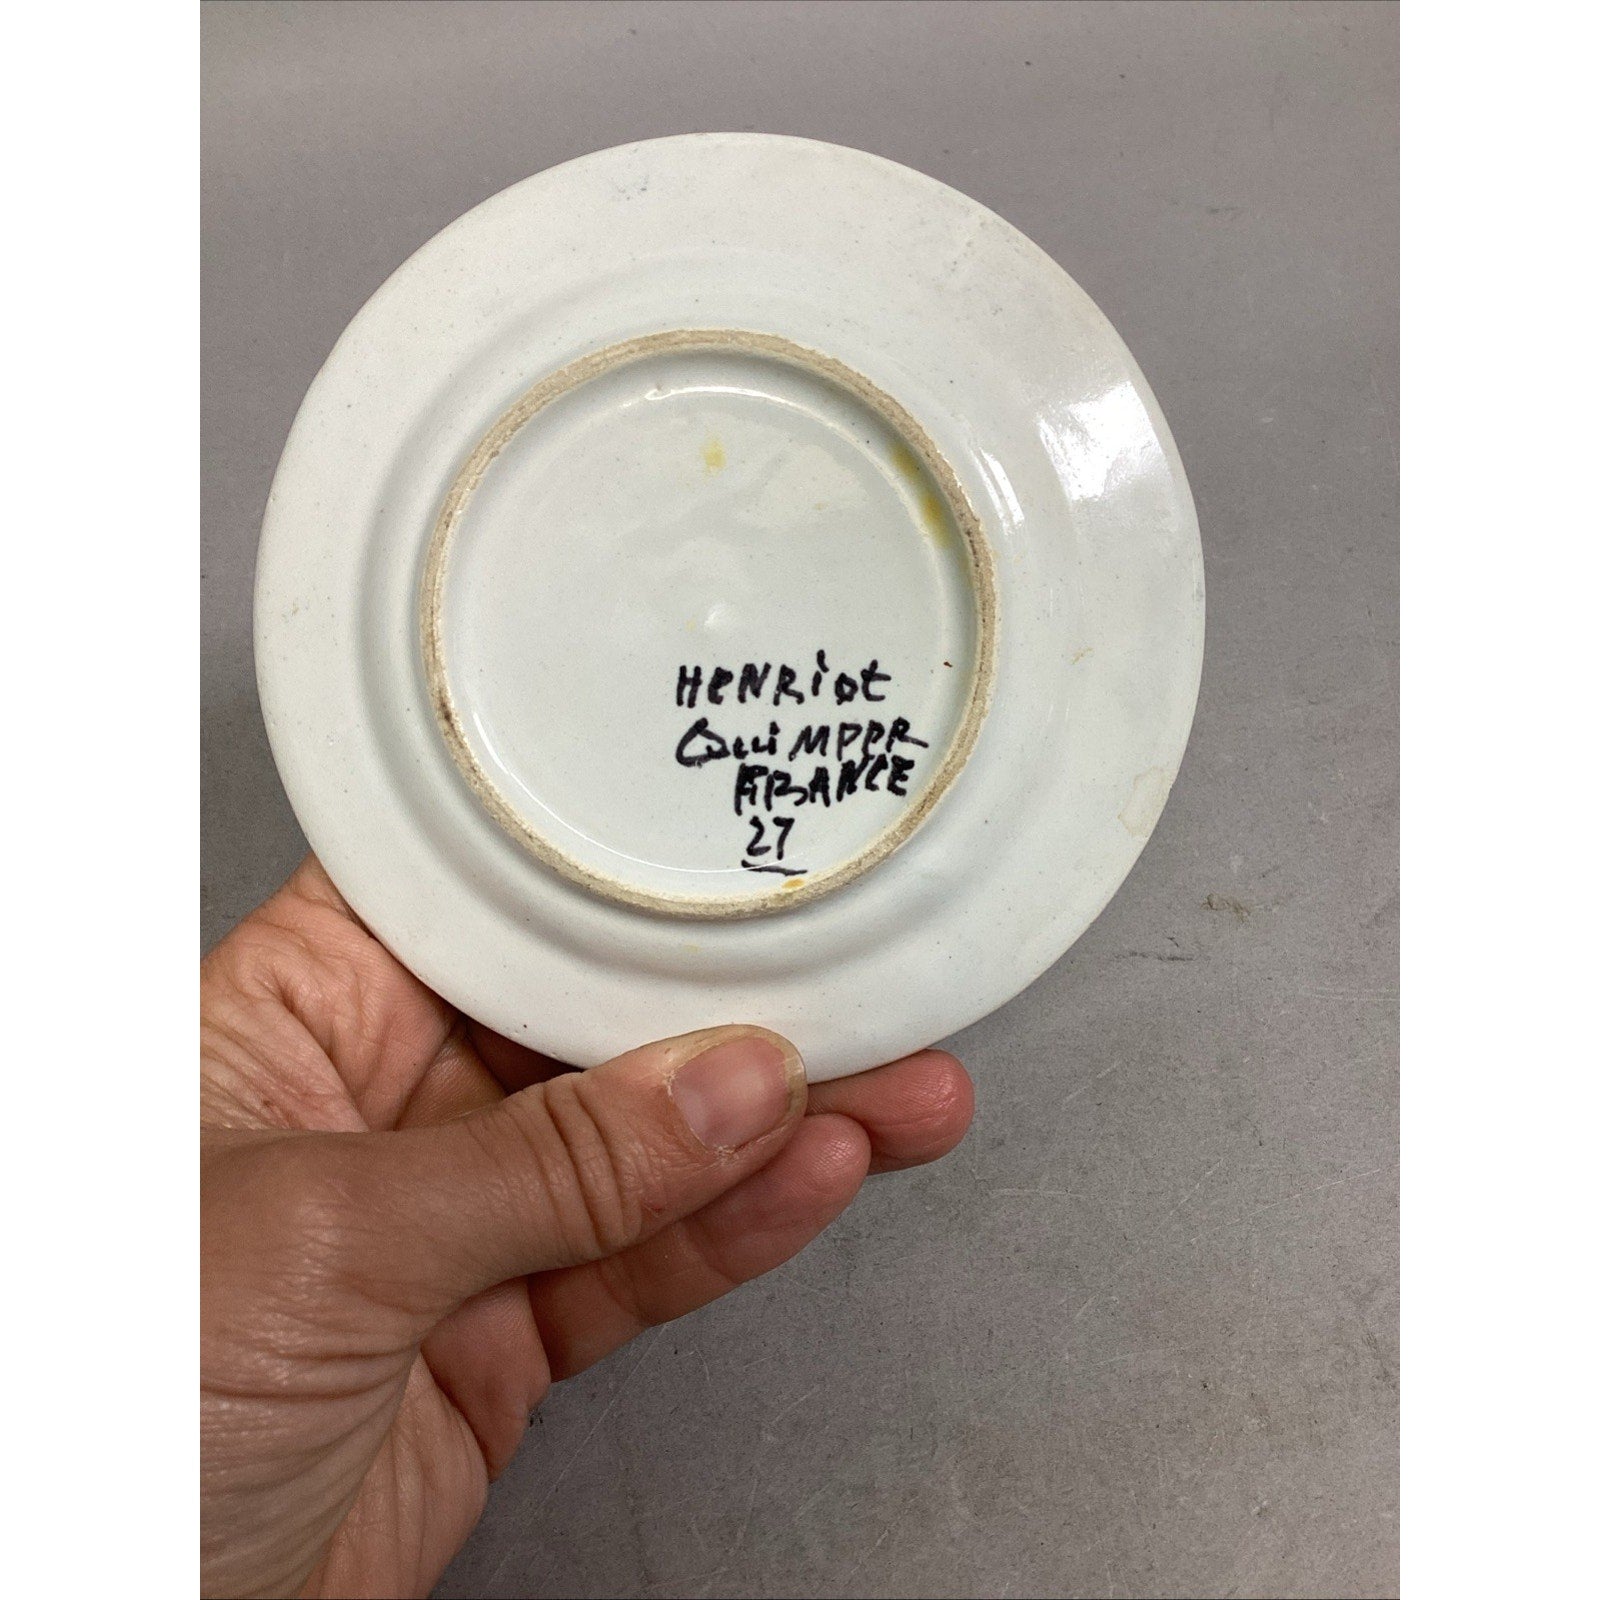 HENRiot
QuiMPER
FRANCE
27